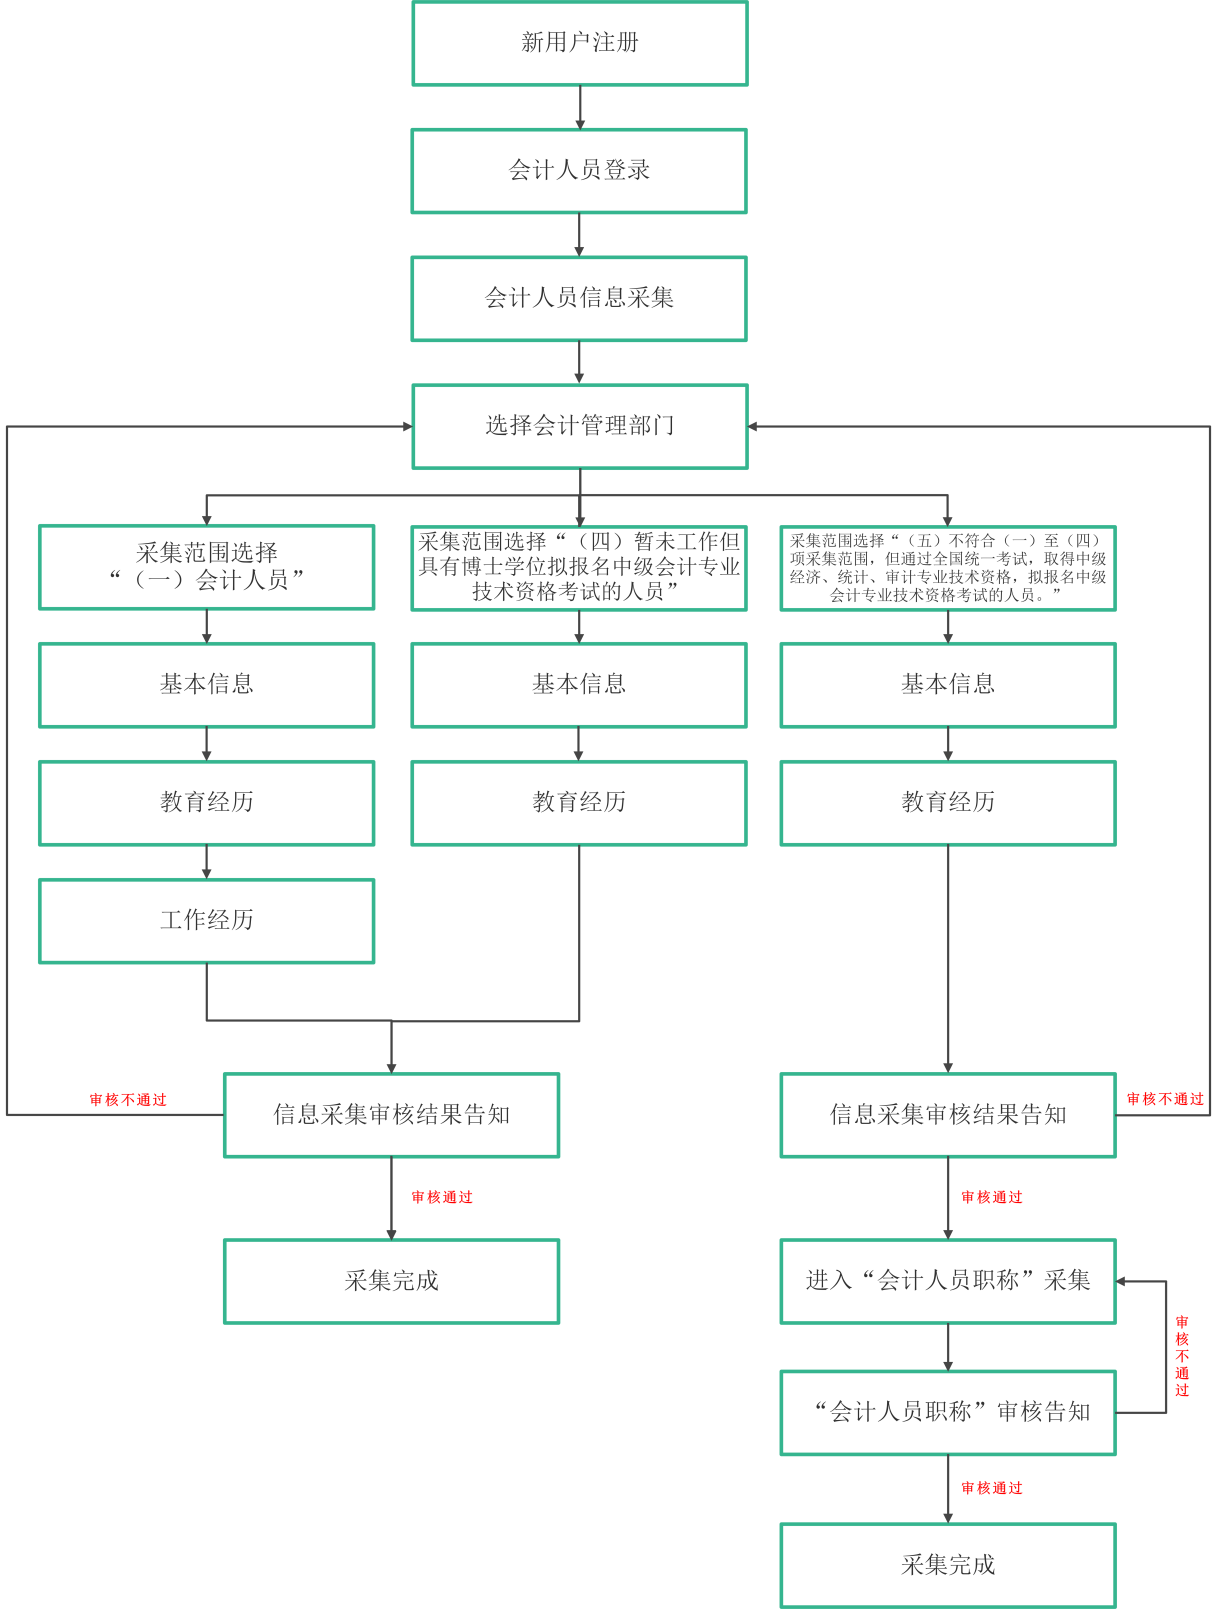 新用户注册
会计人员登录
会计人员信息采集
选择会计管理部门
采集范围选择
“（一）会计人员”
采集范围选择“（四）暂未工作但
具有博士学位拟报名中级会计专业
技术资格考试的人员”
采集范围选择“（五）不符合（一）至（四）
项采集范围，但通过全国统一考试，取得中级
经济、统计、审计专业技术资格，拟报名中级
会计专业技术资格考试的人员。”
基本信息
基本信息
基本信息
教育经历
教育经历
教育经历
工作经历
审核不通过
信息采集审核结果告知
信息采集审核结果告知
审核不通过
审核通过
审核通过
采集完成
进入“会计人员职称”采集
审核不通过
“会计人员职称”审核告知
审核通过
采集完成